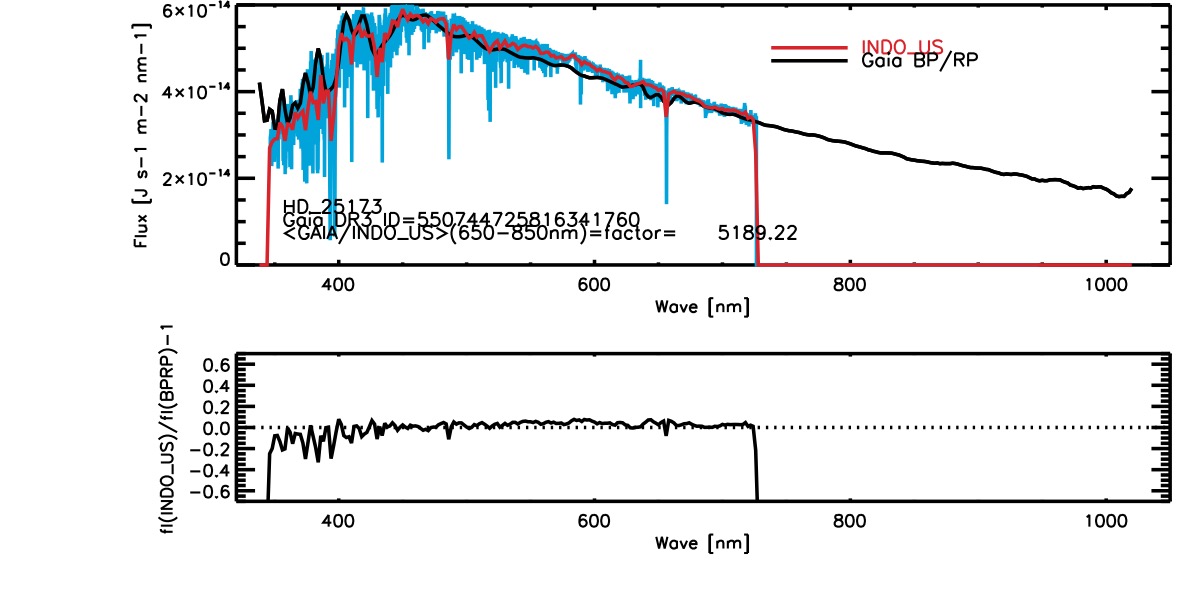 6×10−14
4×10−14
2×10−14
0
Flux [J s−1 m−2 nm−1]
INDO_US
Gaia BP/RP
HD_25173
Gaia DR3 ID=550744725816341760
<GAIA/INDO_US>(650−850nm)=factor= 5189.22
400 600 800 1000
Wave [nm]
fl(INDO_US)/fl(BPRP)−1
0.6
0.4
0.2
0.0
−0.2
−0.4
−0.6
400 600 800 1000
Wave [nm]